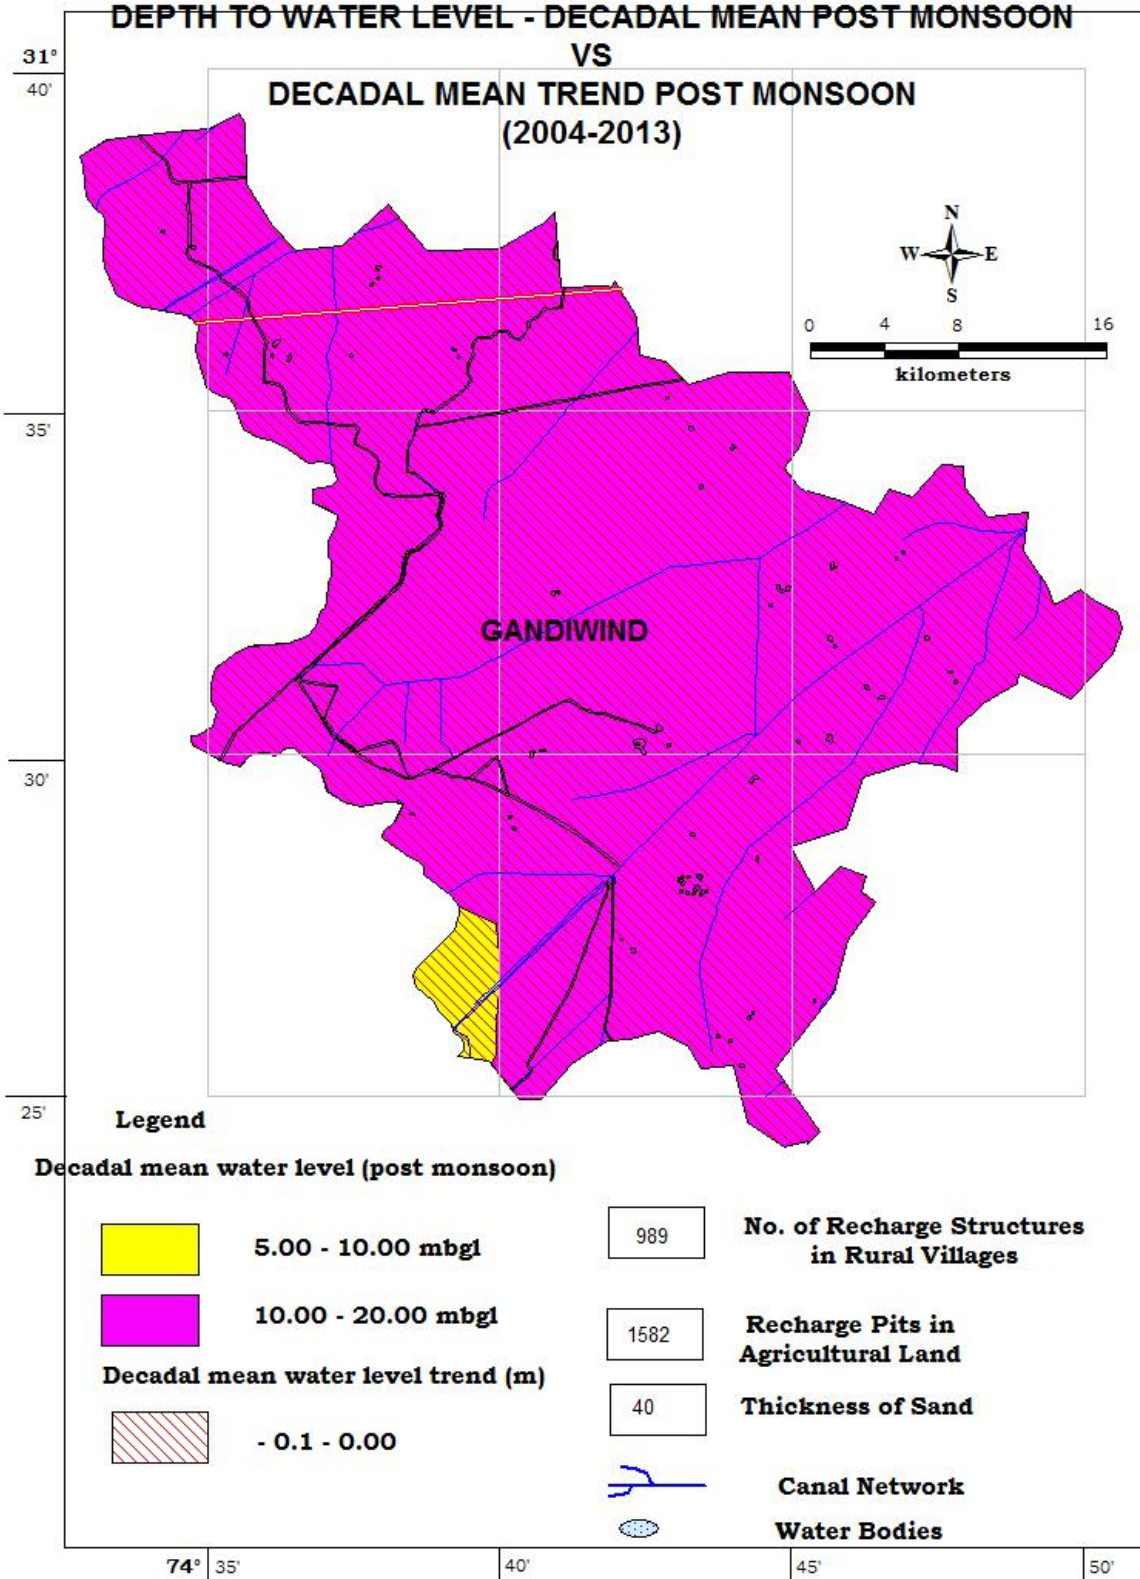 DEPTH TO WATER LEVEL - DECADAL MEAN POST MONSOON
VS
DECADAL MEAN TREND POST MONSOON
(2004-2013)
31°
40'
N
W E
S
0 4 8 16
kilometers
35'
GANDIWIND
30'
25'
Legend
Decadal mean water level (post monsoon)
5.00 - 10.00 mbgl
10.00 - 20.00 mbgl
Decadal mean water level trend (m)
- 0.1 - 0.00
989
No. of Recharge Structures
in Rural Villages
1582
Recharge Pits in
Agricultural Land
40
Thickness of Sand
Canal Network
Water Bodies
74° 35' 40' 45' 50'